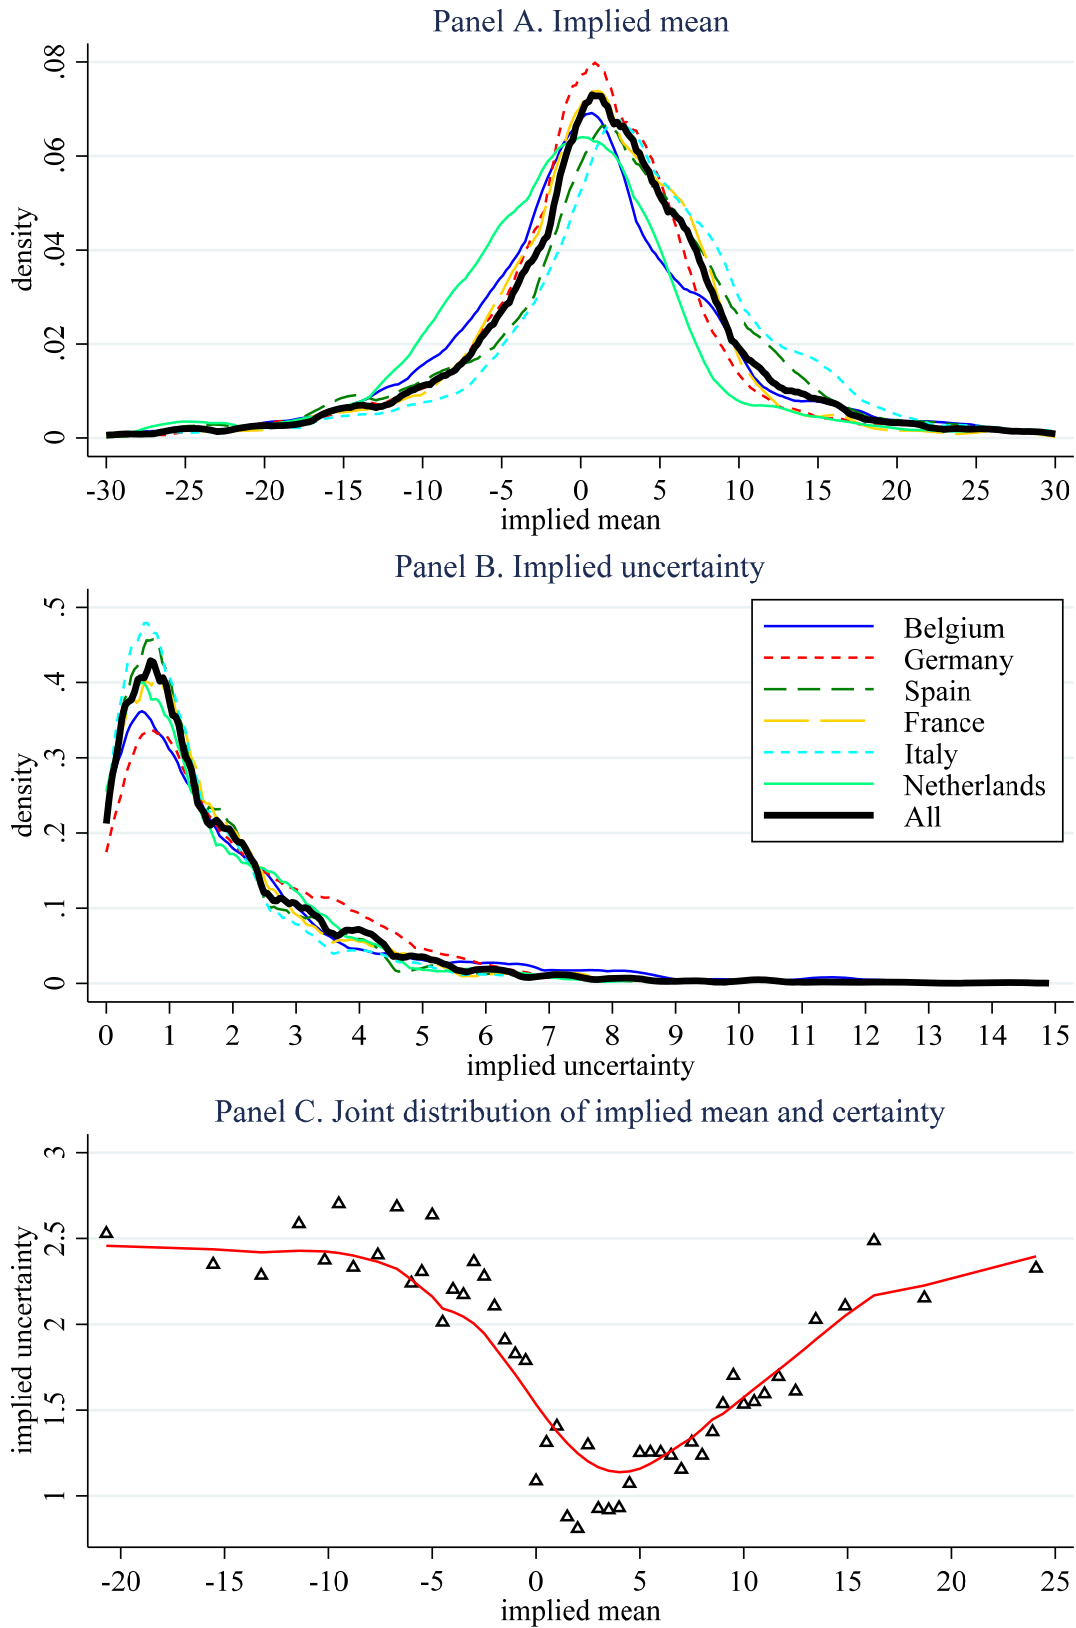 Panel A. Implied mean
density
.08
.06
.04
.02
0
-30 -25 -20 -15 -10 -5 0 5 10 15 20 25 30
implied mean
Panel B. Implied uncertainty
density
.5
.4
.3
.2
.1
0
Belgium
Germany
Spain
France
Italy
Netherlands
All
0 1 2 3 4 5 6 7 8 9 10 11 12 13 14 15
implied uncertainty
Panel C. Joint distribution of implied mean and certainty
implied uncertainty
3
2.5
2
1.5
1
-20 -15 -10 -5 0 5 10 15 20 25
implied mean